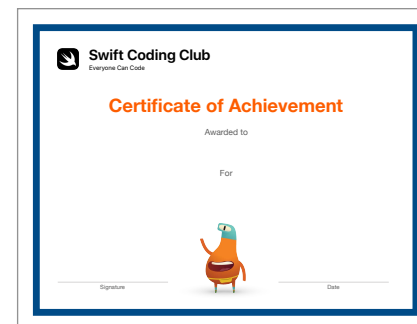 Swift Coding Club
Everyone Can Code
Certificate of Achievement
Awarded to
For
Signature
Date